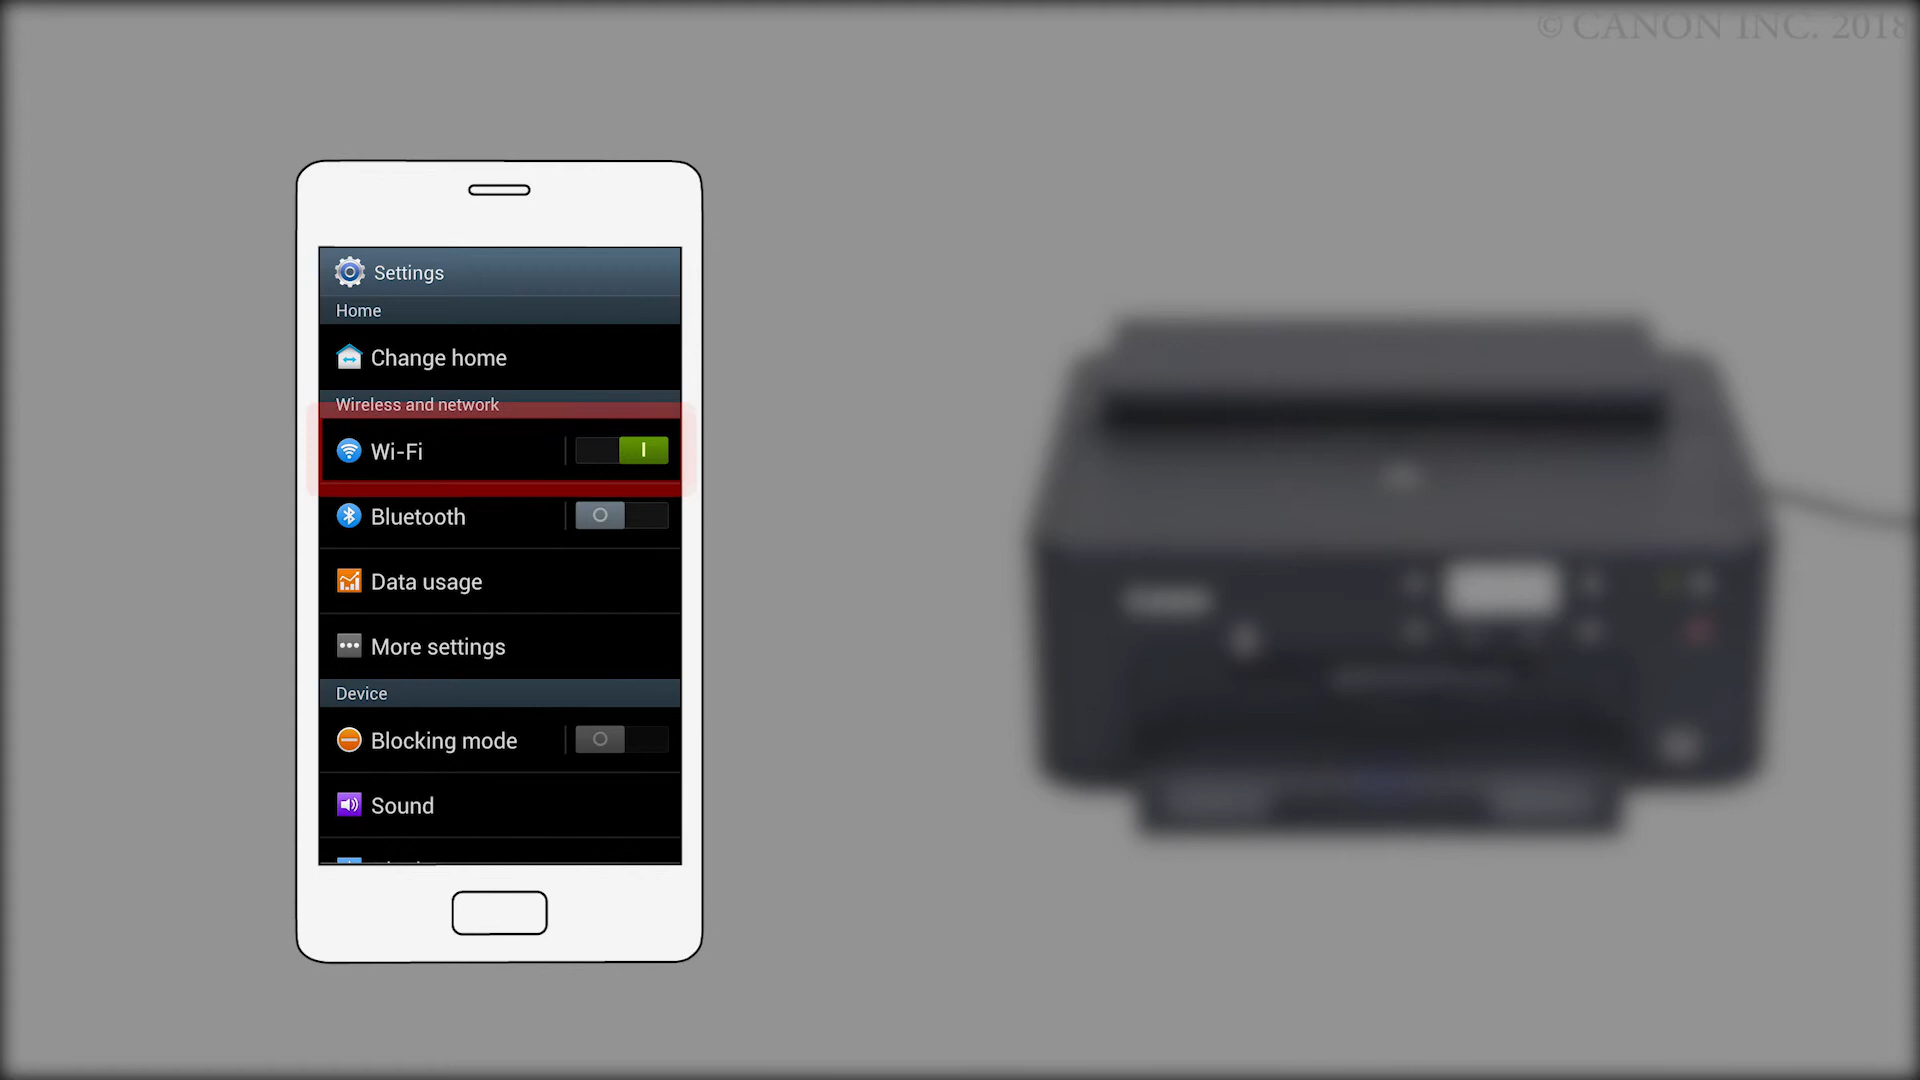 © CANON INC. 2018
Settings
Home
Change home
Wireless and network
Wi-Fi
Bluetooth
Data usage
More settings
Device
Blocking mode
Sound